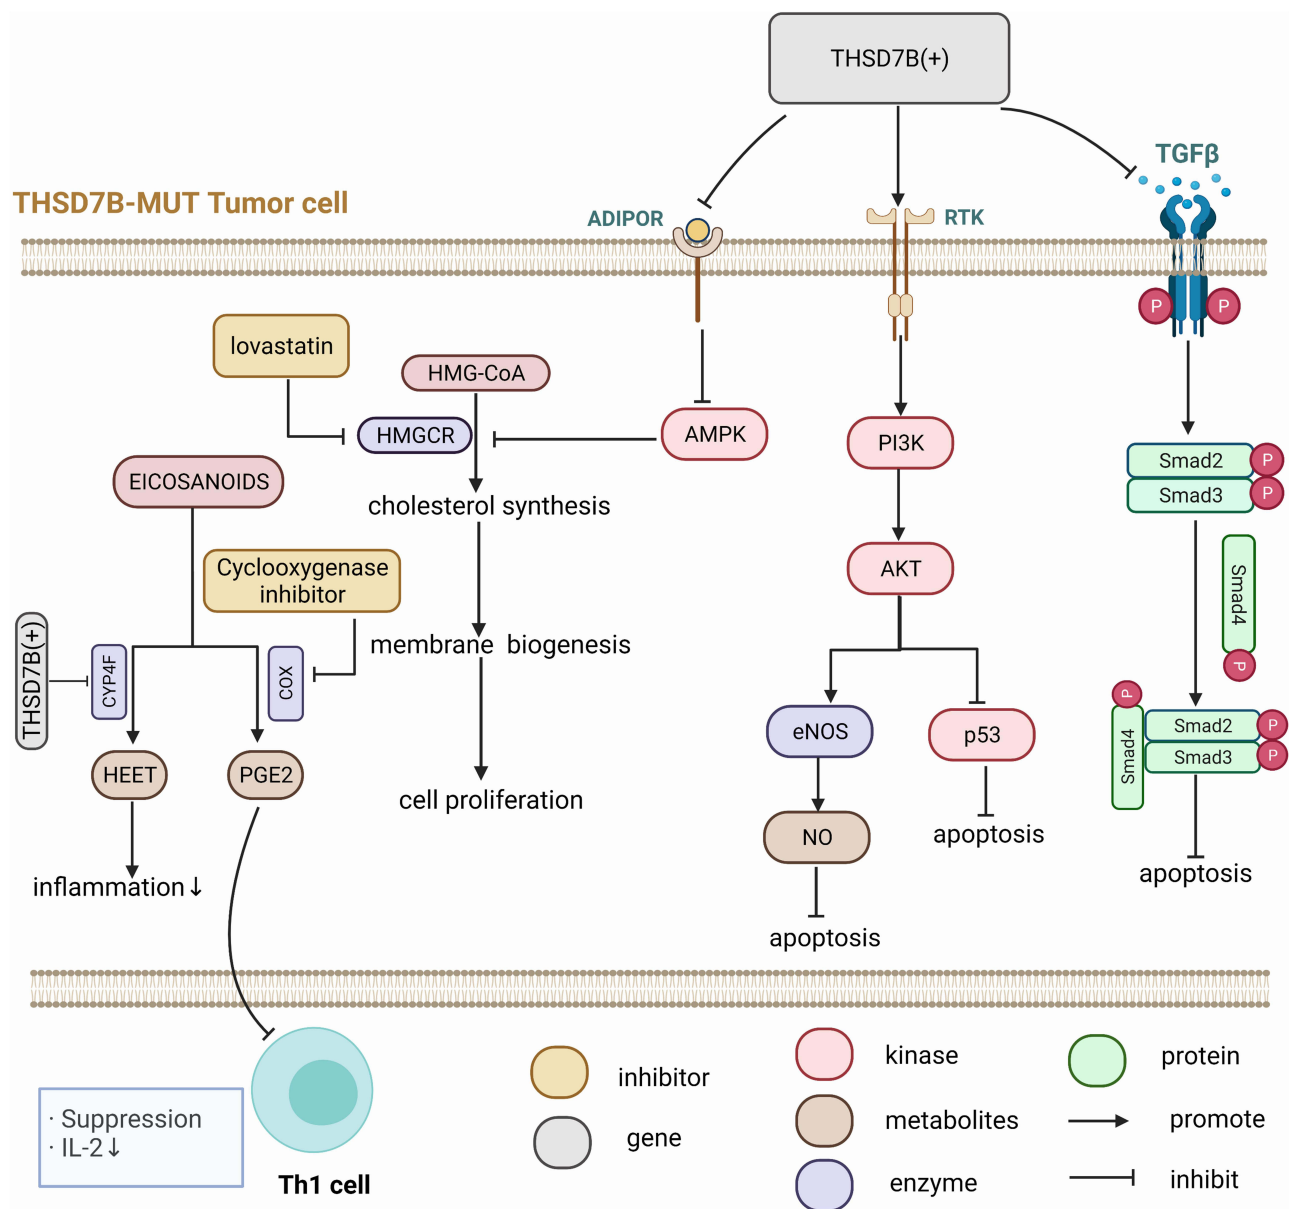 THSD7B(+)
TGFβ
THSD7B-MUT Tumor cell
ADIPOR
RTK
P
P
lovastatin
HMG-CoA
HMGCR
AMPK
PI3K
Smad2
P
Smad3
P
EICOSANOIDS
cholesterol synthesis
Cyclooxygenase
inhibitor
AKT
Smad4
P
THSD7B(+)
CYP4F
COX
membrane biogenesis
eNOS
p53
P
Smad4
Smad2
P
Smad3
P
HEET
PGE2
cell proliferation
NO
apoptosis
inflammation↓
apoptosis
apoptosis
· Suppression
· IL-2↓
Th1 cell
inhibitor
gene
kinase
metabolites
enzyme
protein
promote
inhibit